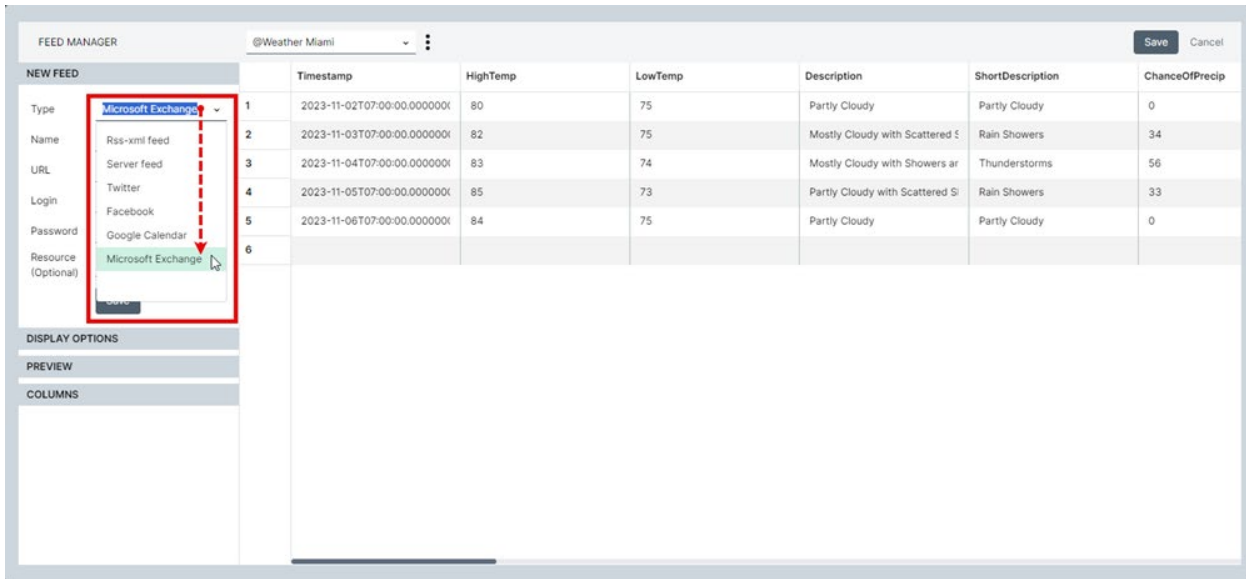 FEED MANAGER
@Weather Miami
Save Cancel
NEW FEED
Timestamp HighTemp LowTemp Description ShortDescription ChanceOfPrecip
Type Microsoft Exchange
1 2023-11-02T07:00:00.000000( 80 75 Partly Cloudy Partly Cloudy 0
Name Rss-xml feed
2 2023-11-03T07:00:00.000000( 82 75 Mostly Cloudy with Scattered S Rain Showers 34
URL Server feed
3 2023-11-04T07:00:00.000000( 83 74 Mostly Cloudy with Showers ar Thunderstorms 56
Twitter
4 2023-11-05T07:00:00.000000( 85 73 Partly Cloudy with Scattered S Rain Showers 33
Login
Facebook
5 2023-11-06T07:00:00.000000( 84 75 Partly Cloudy Partly Cloudy 0
Password Google Calendar
6
Resource Microsoft Exchange
(Optional)
Save
DISPLAY OPTIONS
PREVIEW
COLUMNS